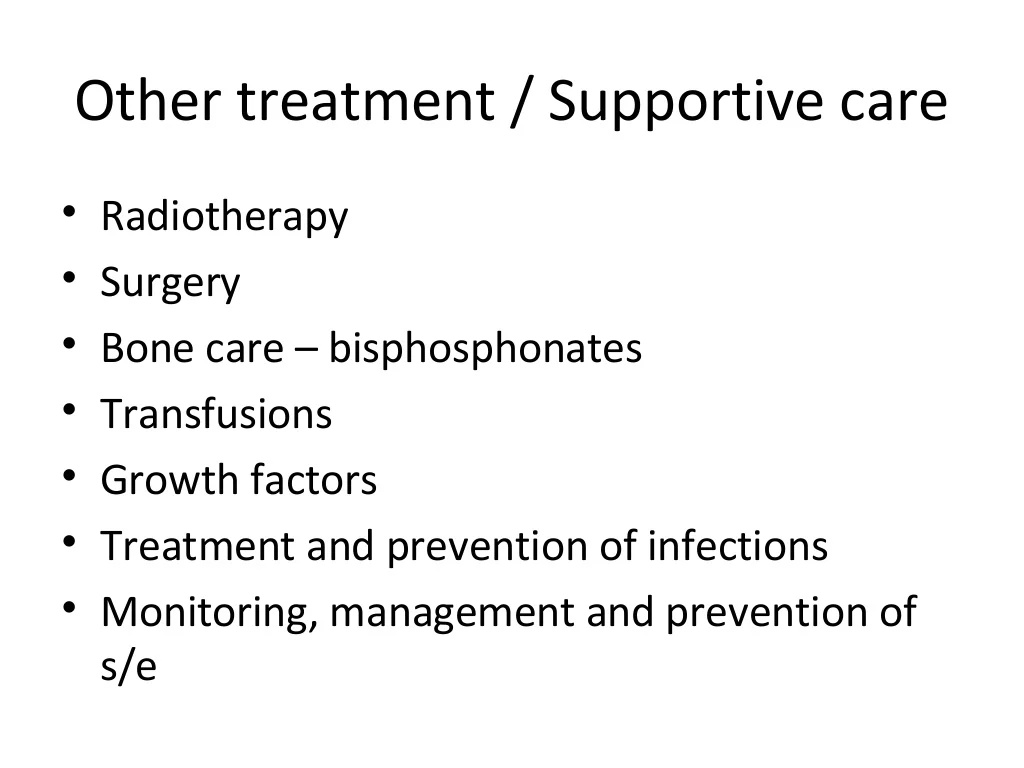 Other treatment / Supportive care
• Radiotherapy
• Surgery
• Bone care – bisphosphonates
• Transfusions
• Growth factors
• Treatment and prevention of infections
• Monitoring, management and prevention of
s/e